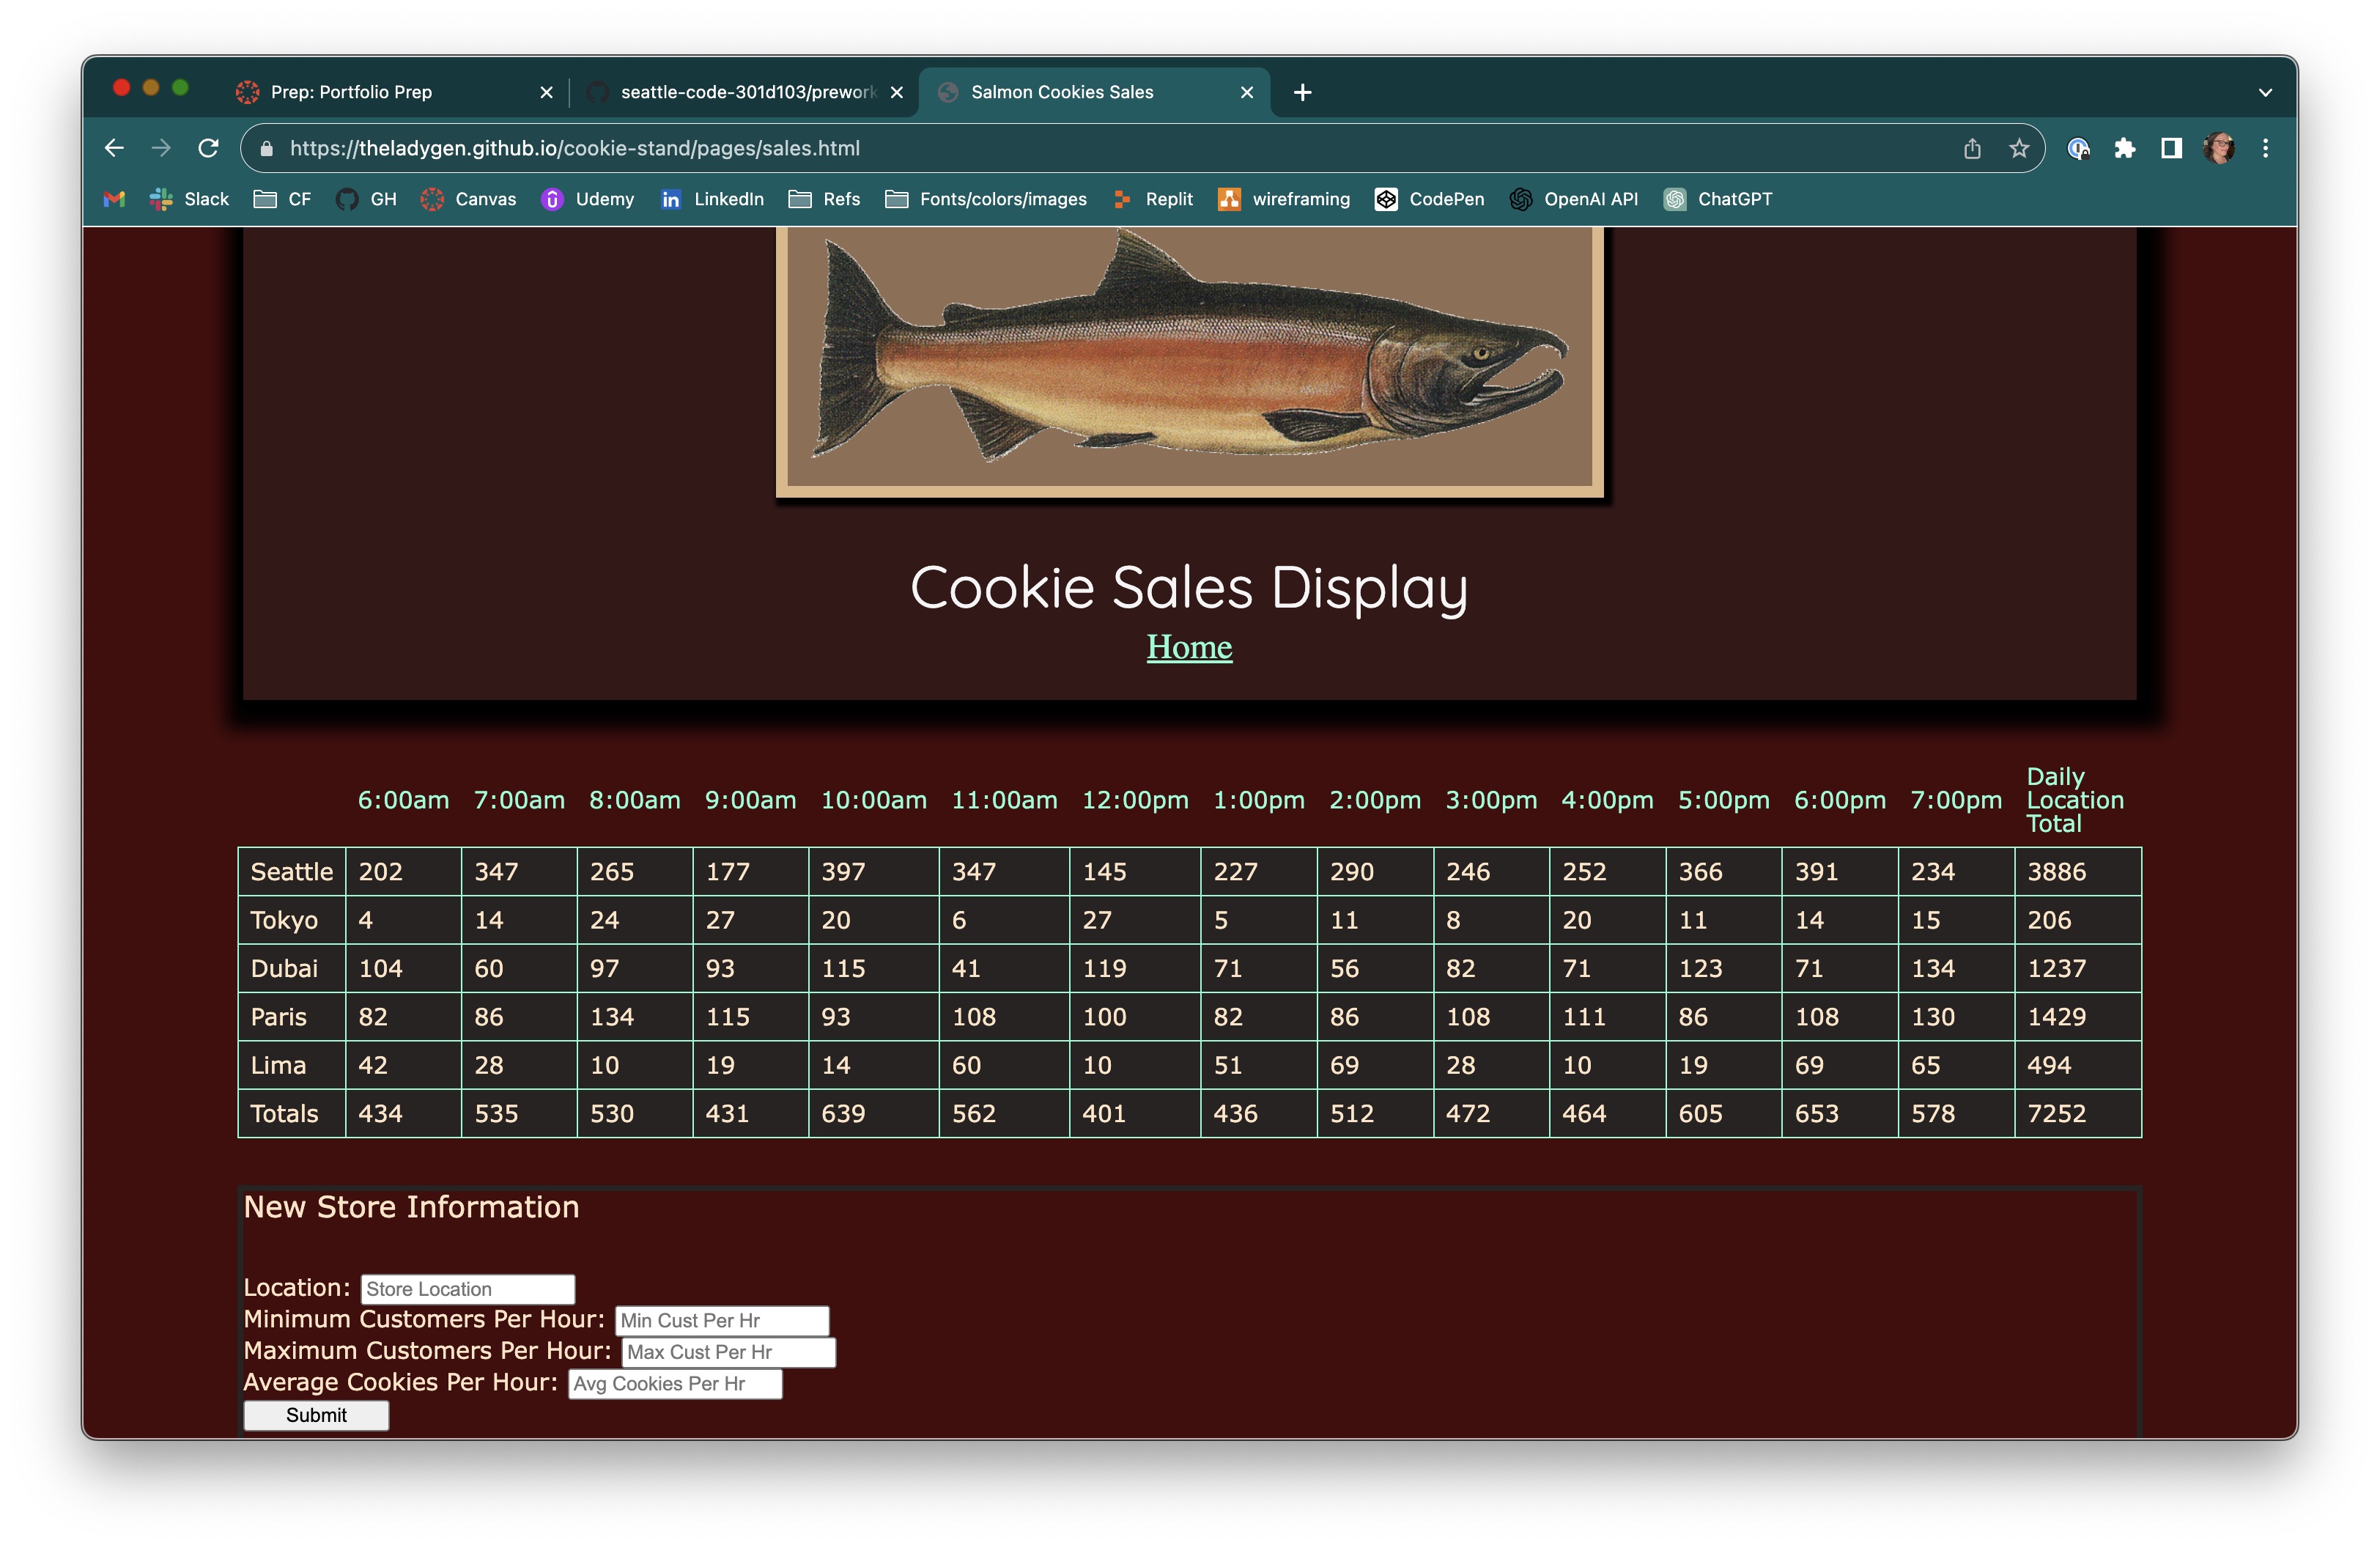 Prep: Portfolio Prep
seattle-code-301d103/prework
Salmon Cookies Sales
https://theladygen.github.io/cookie-stand/pages/sales.html
Slack CF GH Canvas Udemy LinkedIn Refs Fonts/colors/images Replit wireframing CodePen OpenAI API ChatGPT
Cookie Sales Display
Home
6:00am 7:00am 8:00am 9:00am 10:00am 11:00am 12:00pm 1:00pm 2:00pm 3:00pm 4:00pm 5:00pm 6:00pm 7:00pm Daily Location Total
Seattle 202 347 265 177 397 347 145 227 290 246 252 366 391 234 3886
Tokyo 4 14 24 27 20 6 27 5 11 8 20 11 14 15 206
Dubai 104 60 97 93 115 41 119 71 56 82 71 123 71 134 1237
Paris 82 86 134 115 93 108 100 82 86 108 111 86 108 130 1429
Lima 42 28 10 19 14 60 10 51 69 28 10 19 69 65 494
Totals 434 535 530 431 639 562 401 436 512 472 464 605 653 578 7252
New Store Information
Location: Store Location
Minimum Customers Per Hour: Min Cust Per Hr
Maximum Customers Per Hour: Max Cust Per Hr
Average Cookies Per Hour: Avg Cookies Per Hr
Submit